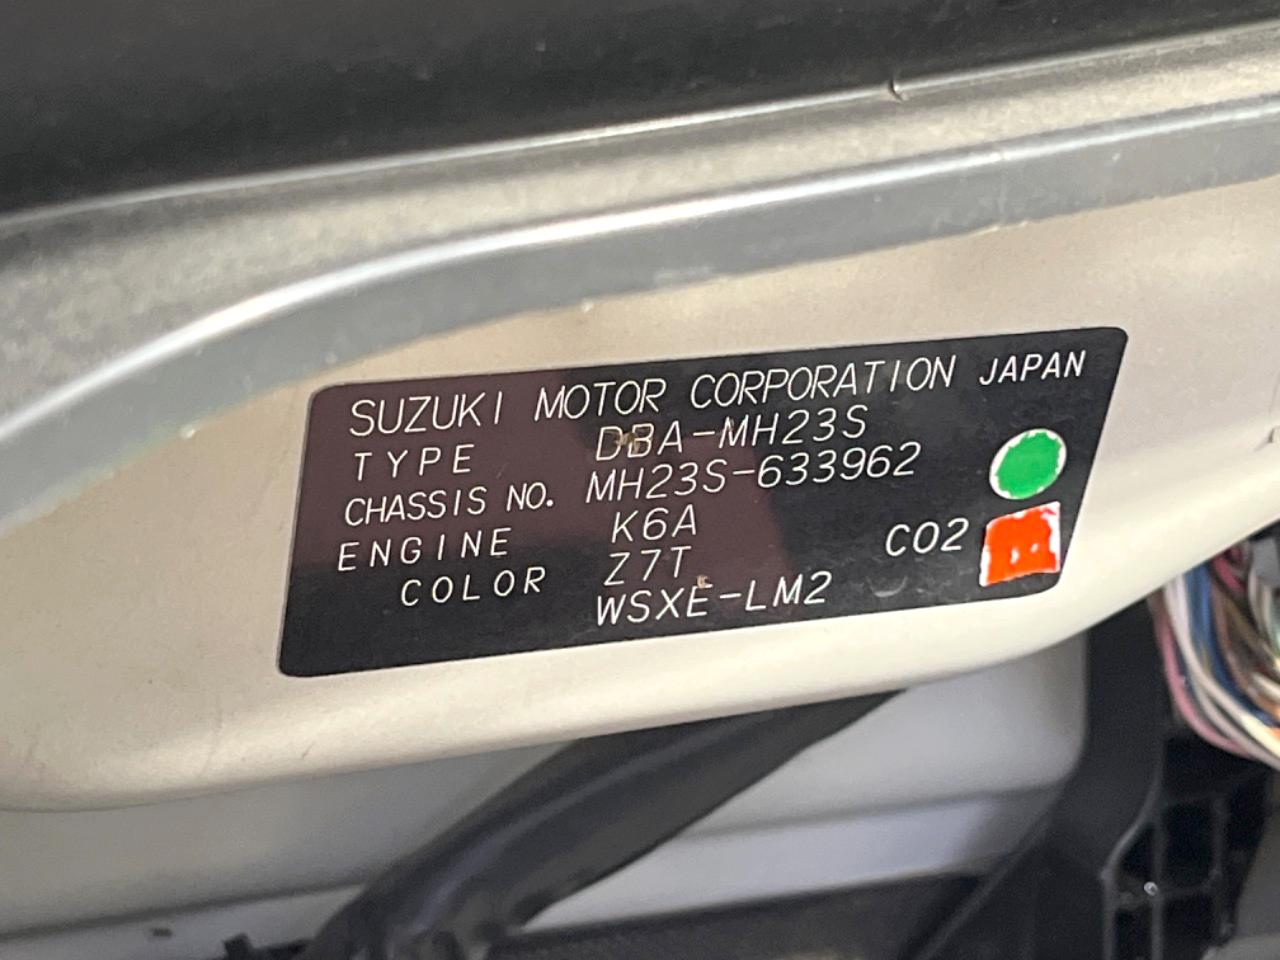 SUZUKI MOTOR CORPORATION JAPAN
TYPE DBA-MH23S
CHASSIS NO. MH23S-633962
ENGINE K6A
COLOR Z7T CO2
WSXE-LM2